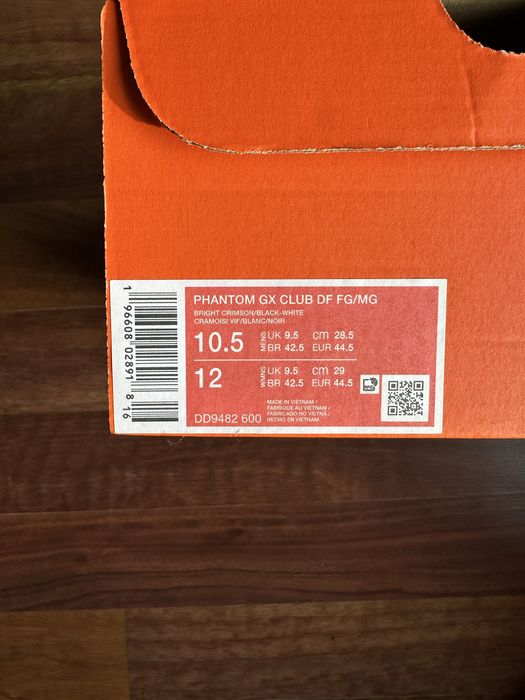 PHANTOM GX CLUB DF FG/MG
BRIGHT CRIMSON/BLACK-WHITE
CRAMOISI VIF/BLANC/NOIR
10.5 MENS UK 9.5 CM 28.5
BR 42.5 EUR 44.5
12 WMNS UK 9.5 CM 29
BR 42.5 EUR 44.5
DD9482 600
MADE IN VIETNAM /
FABRIQUÉ AU VIETNAM /
FABRICADO NO VIETNÃ /
HECHO EN VIETNAM
1 96608 02891 8 16